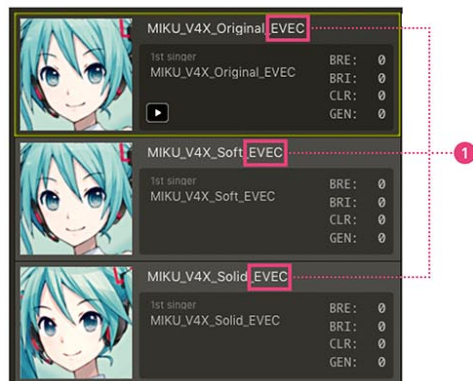 MIKU_V4X_Original_EVEC
1st singer
MIKU_V4X_Original_EVEC
BRE: 0
BRI: 0
CLR: 0
GEN: 0
MIKU_V4X_Soft_EVEC
1st singer
MIKU_V4X_Soft_EVEC
BRE: 0
BRI: 0
CLR: 0
GEN: 0
MIKU_V4X_Solid_EVEC
1st singer
MIKU_V4X_Solid_EVEC
BRE: 0
BRI: 0
CLR: 0
GEN: 0
1